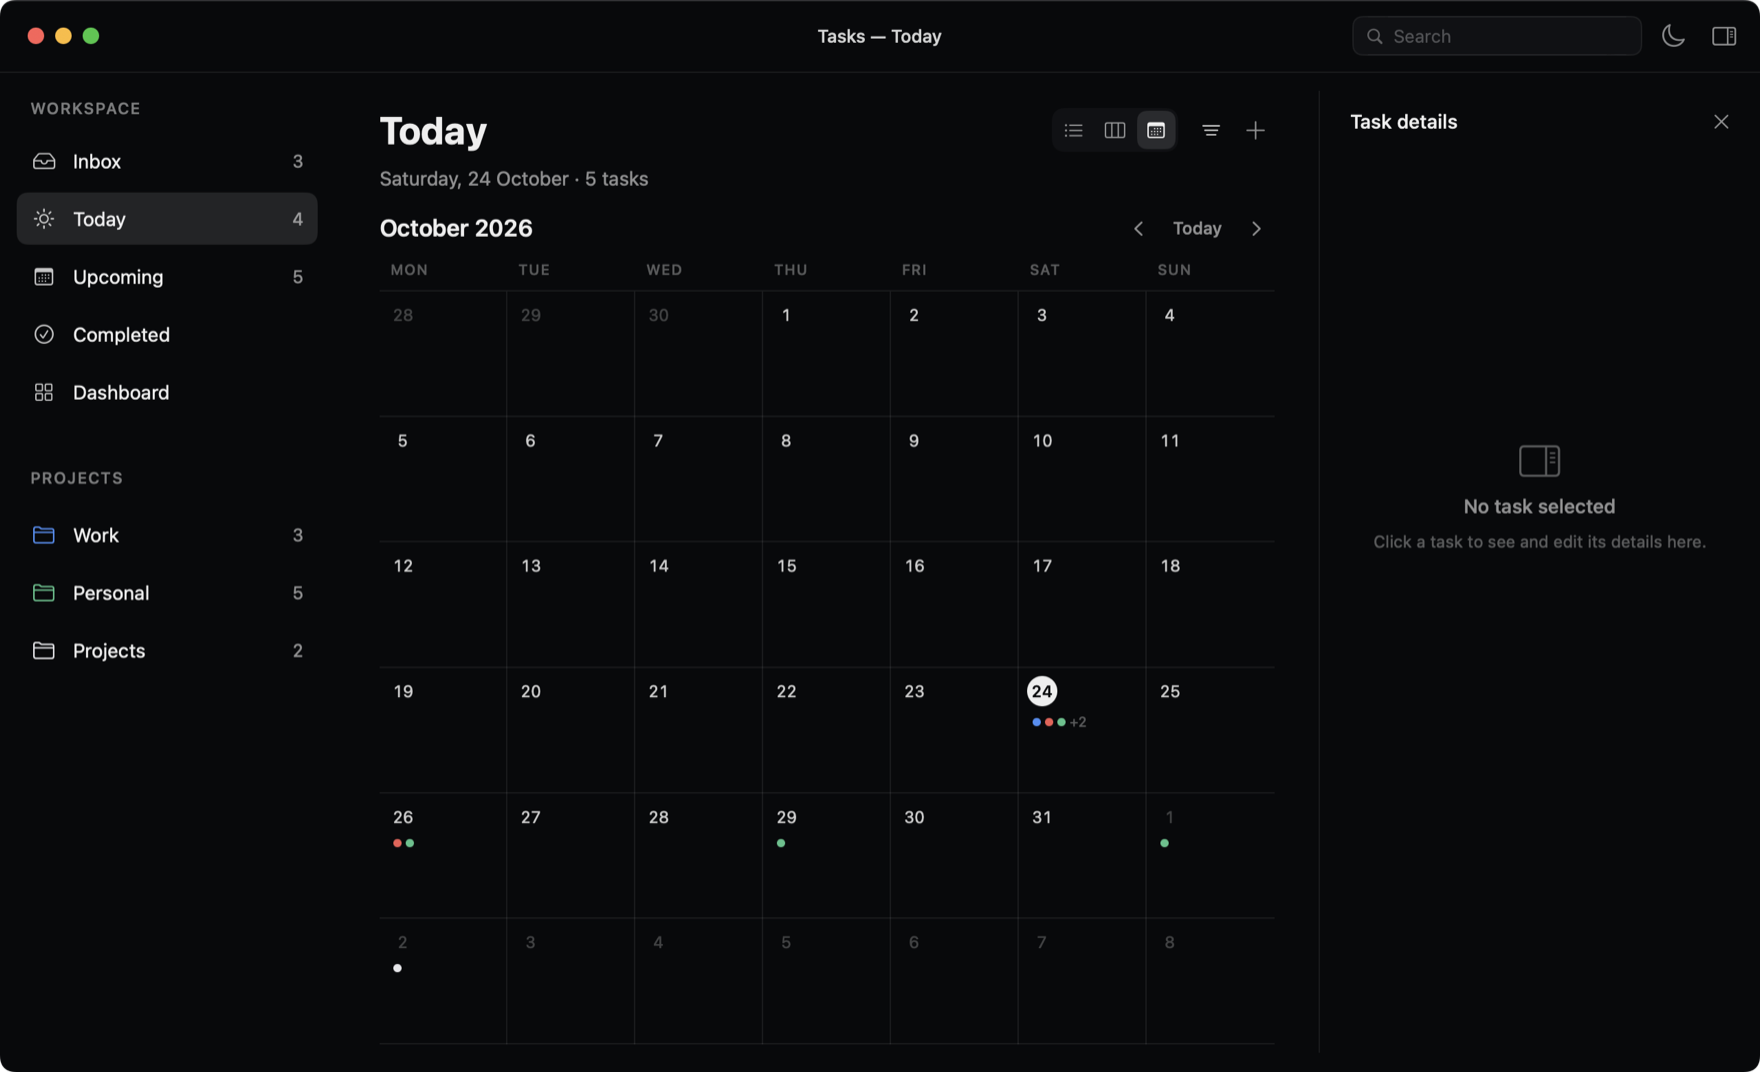 Tasks — Today
Search
WORKSPACE
Inbox 3
Today 4
Upcoming 5
Completed
Dashboard
PROJECTS
Work 3
Personal 5
Projects 2
Today
Saturday, 24 October · 5 tasks
October 2026
Today
MON TUE WED THU FRI SAT SUN
28 29 30 1 2 3 4
5 6 7 8 9 10 11
12 13 14 15 16 17 18
19 20 21 22 23 24 25
+2
26 27 28 29 30 31 1
2 3 4 5 6 7 8
Task details
No task selected
Click a task to see and edit its details here.